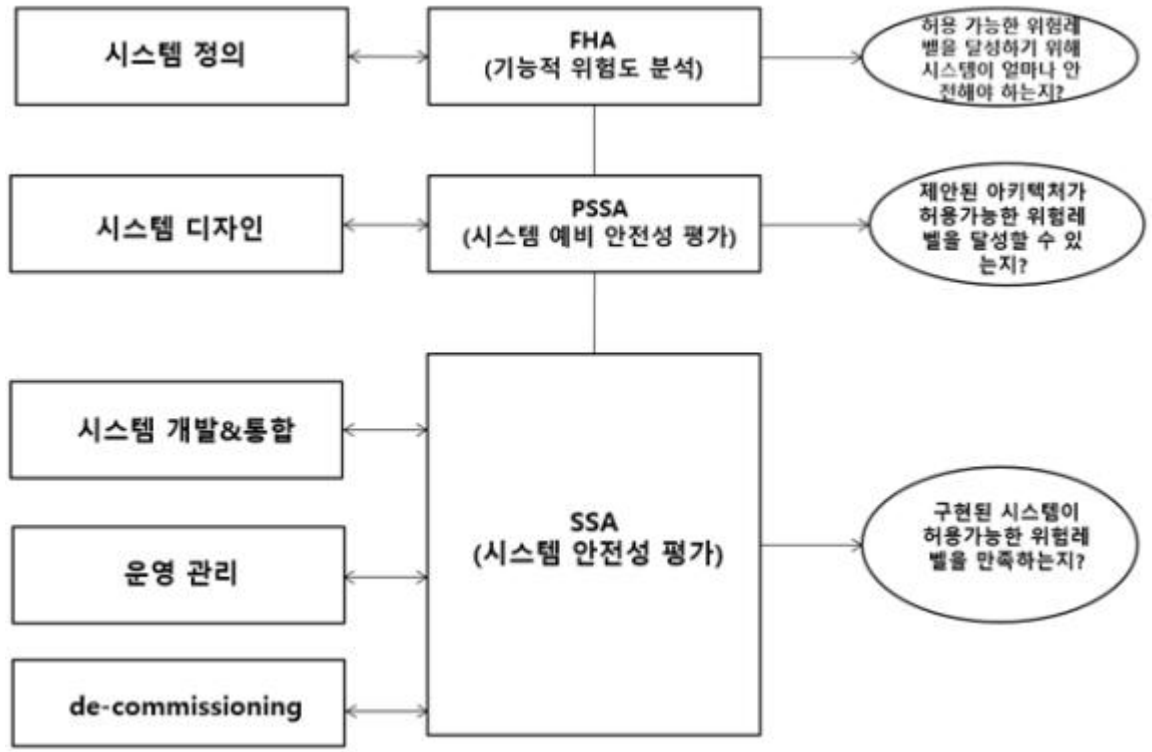 시스템 정의
FHA
(기능적 위험도 분석)
허용 가능한 위험레
벨을 달성하기 위해
시스템이 얼마나 안
전해야 하는지?
시스템 디자인
PSSA
(시스템 예비 안전성 평가)
제안된 아키텍처가
허용가능한 위험레
벨을 달성할 수 있
는지?
시스템 개발&통합
운영 관리
de-commissioning
SSA
(시스템 안전성 평가)
구현된 시스템이
허용가능한 위험레
벨을 만족하는지?